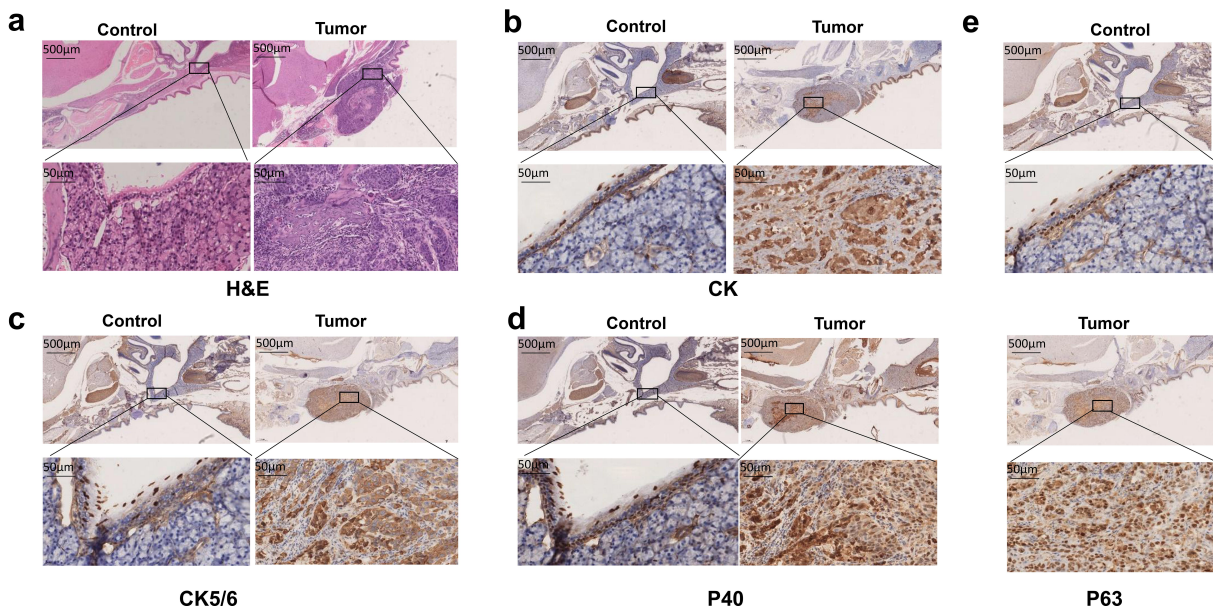 a
Control
Tumor
500μm
500μm
50μm
50μm
H&E
b
Control
Tumor
500μm
500μm
50μm
50μm
CK
e
Control
500μm
50μm
c
Control
Tumor
500μm
500μm
50μm
50μm
CK5/6
d
Control
Tumor
500μm
500μm
50μm
50μm
P40
Tumor
500μm
50μm
P63